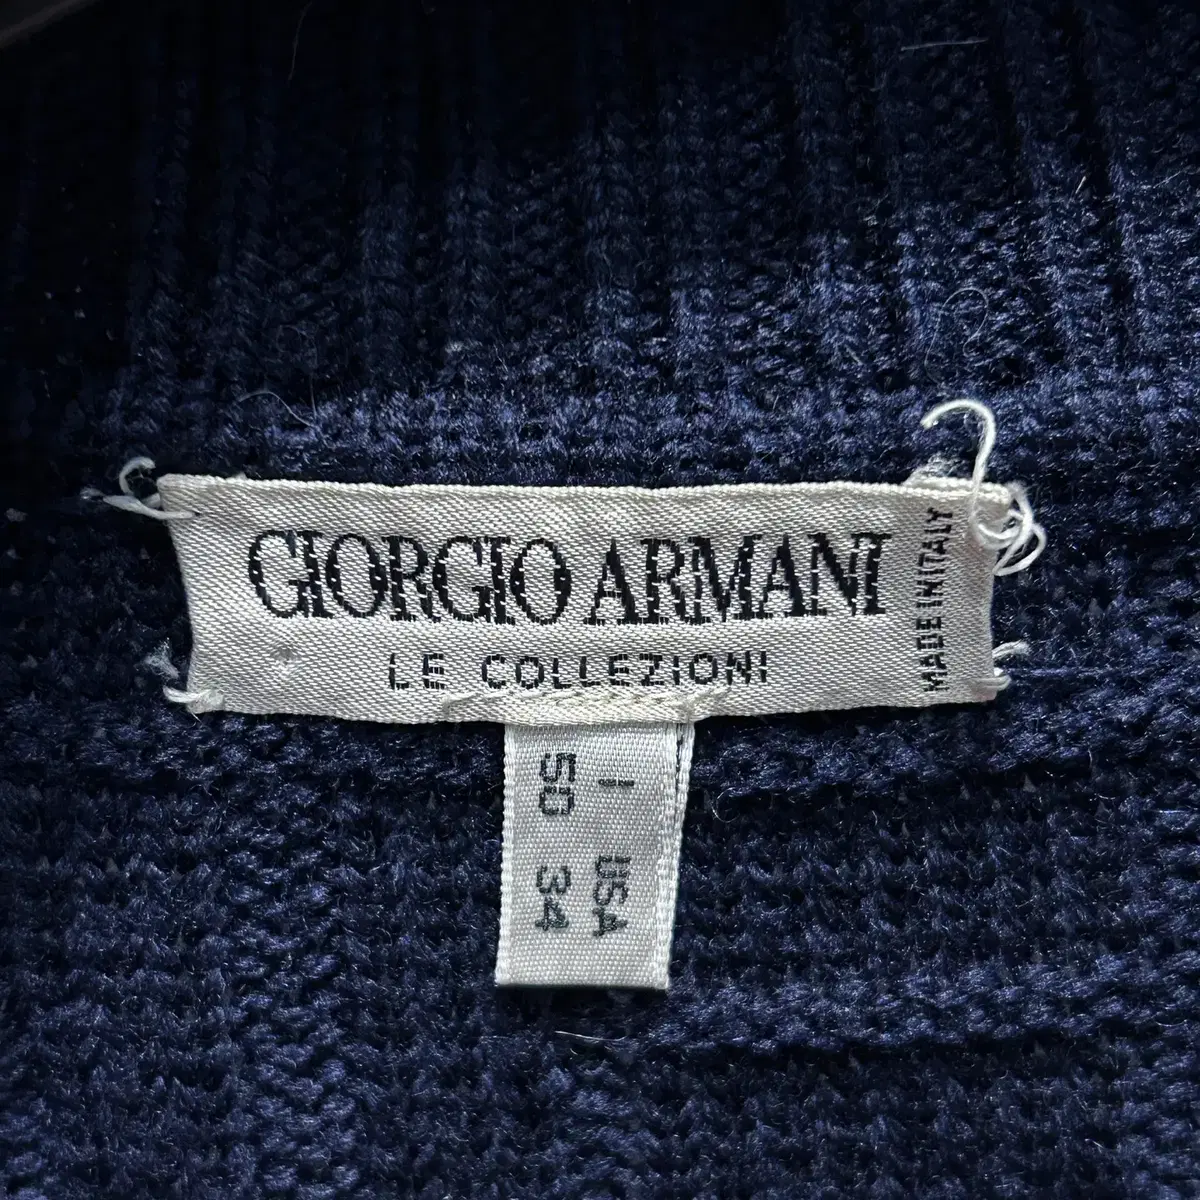 GIORGIO ARMANI
LE COLLEZIONI
MADE IN ITALY
I USA
50 34